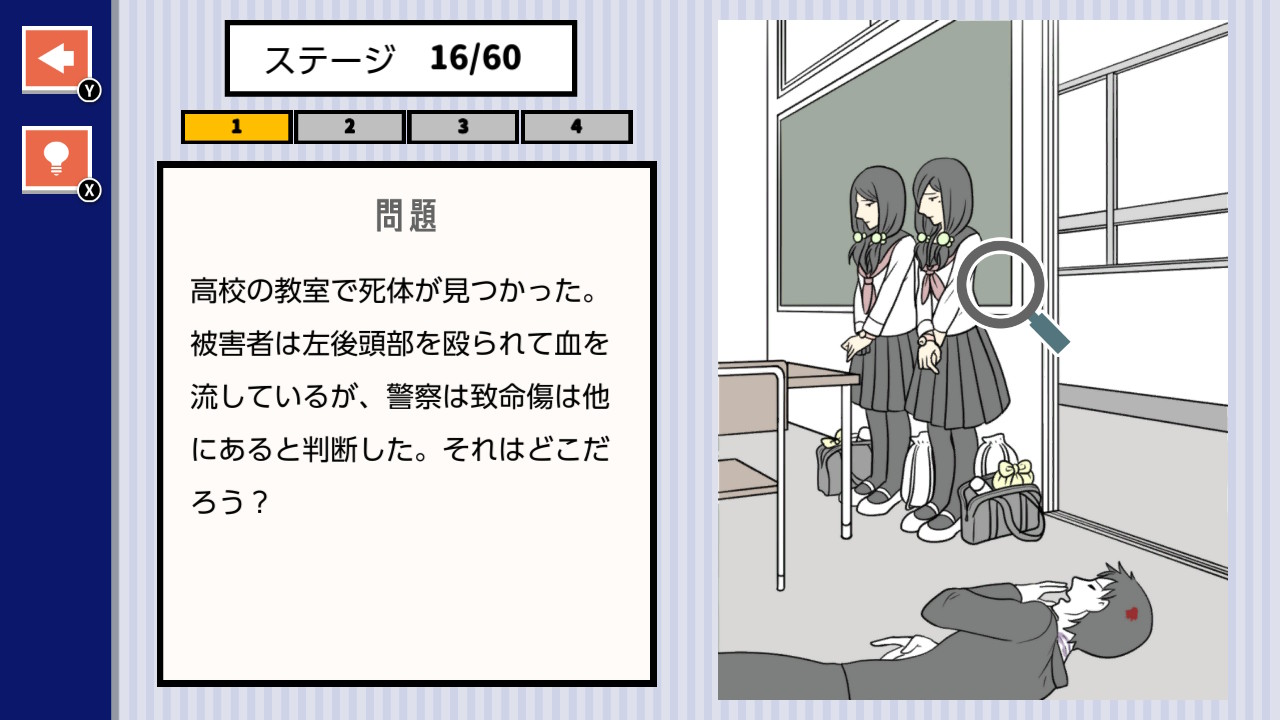 ステージ 16/60
1 2 3 4
問題
高校の教室で死体が見つかった。
被害者は左後頭部を殴られて血を
流しているが、警察は致命傷は他
にあると判断した。それはどこだ
ろう？
Y
X